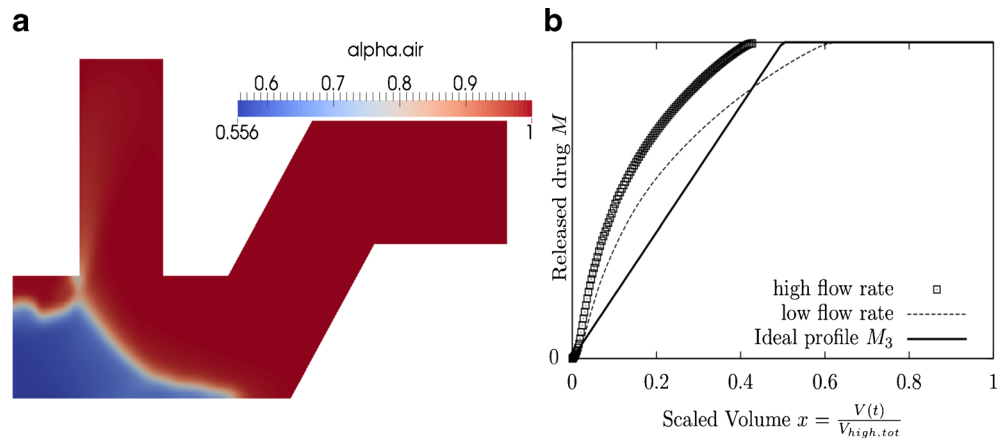 a
alpha.air
0.6 0.7 0.8 0.9
0.556 1
b
Released drug M
0
high flow rate
low flow rate
Ideal profile M₃
0 0.2 0.4 0.6 0.8 1
Scaled Volume x = V(t)/V_high.tot